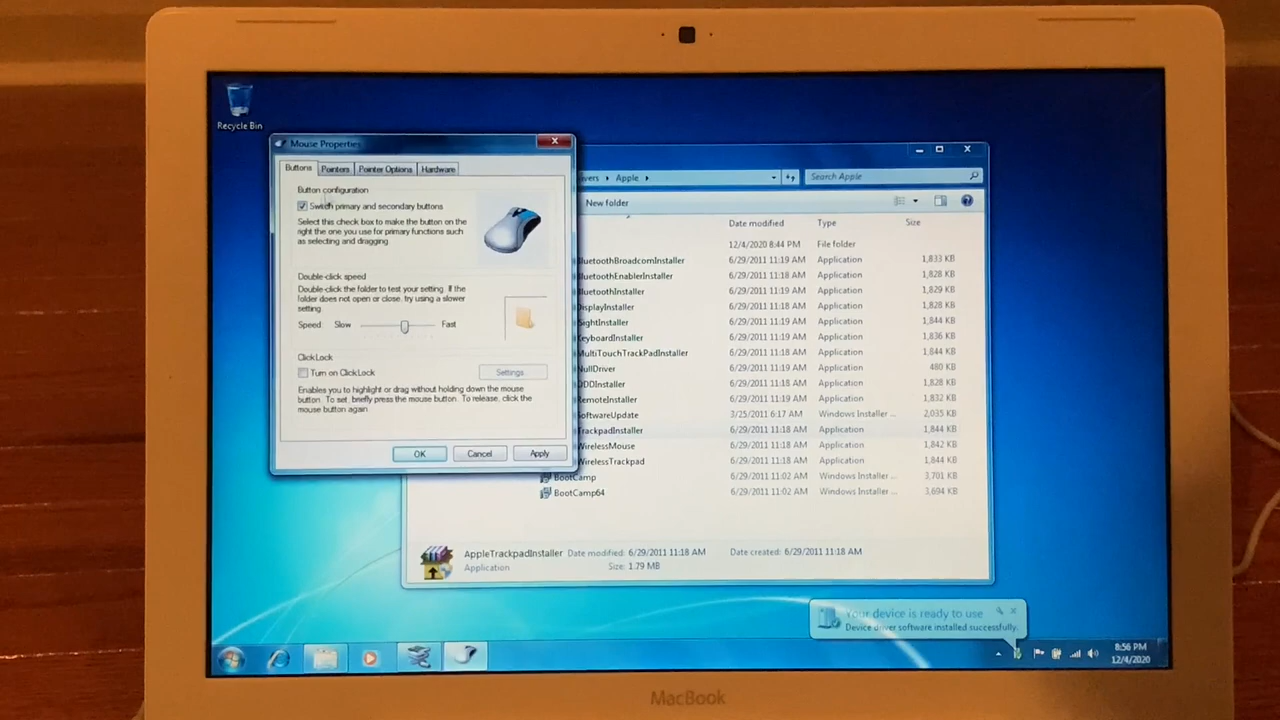 Recycle Bin
Mouse Properties
Buttons Pointers Pointer Options Hardware
Button configuration
Switch primary and secondary buttons
Select this check box to make the button on the
right the one you use for primary functions such
as selecting and dragging
Double-click speed
Double-click the folder to test your setting. If the
folder does not open or close, try using a slower
setting
Speed: Slow Fast
ClickLock
Turn on ClickLock
Settings
Enables you to highlight or drag without holding down the mouse
button. To set, briefly press the mouse button. To release, click the
mouse button again
OK Cancel Apply
vers Apple
Search Apple
New folder
Date modified Type Size
12/4/2020 8:44 PM File folder
BluetoothBroadcomInstaller 6/29/2011 11:19 AM Application 1,833 KB
BluetoothEnablerInstaller 6/29/2011 11:18 AM Application 1,828 KB
BluetoothInstaller 6/29/2011 11:19 AM Application 1,829 KB
DisplayInstaller 6/29/2011 11:18 AM Application 1,828 KB
iSightInstaller 6/29/2011 11:19 AM Application 1,844 KB
KeyboardInstaller 6/29/2011 11:19 AM Application 1,836 KB
MultiTouchTrackPadInstaller 6/29/2011 11:18 AM Application 1,844 KB
NullDriver 6/29/2011 11:19 AM Application 480 KB
ODDInstaller 6/29/2011 11:18 AM Application 1,828 KB
RemoteInstaller 6/29/2011 11:19 AM Application 1,832 KB
SoftwareUpdate 3/25/2011 6:17 AM Windows Installer ... 2,035 KB
TrackpadInstaller 6/29/2011 11:18 AM Application 1,844 KB
WirelessMouse 6/29/2011 11:18 AM Application 1,842 KB
WirelessTrackpad 6/29/2011 11:18 AM Application 1,844 KB
BootCamp 6/29/2011 11:02 AM Windows Installer ... 3,701 KB
BootCamp64 6/29/2011 11:02 AM Windows Installer ... 3,694 KB
AppleTrackpadInstaller Date modified: 6/29/2011 11:18 AM Date created: 6/29/2011 11:18 AM
Application Size: 1.79 MB
Your device is ready to use
Device driver software installed successfully.
8:56 PM
12/4/2020
MacBook